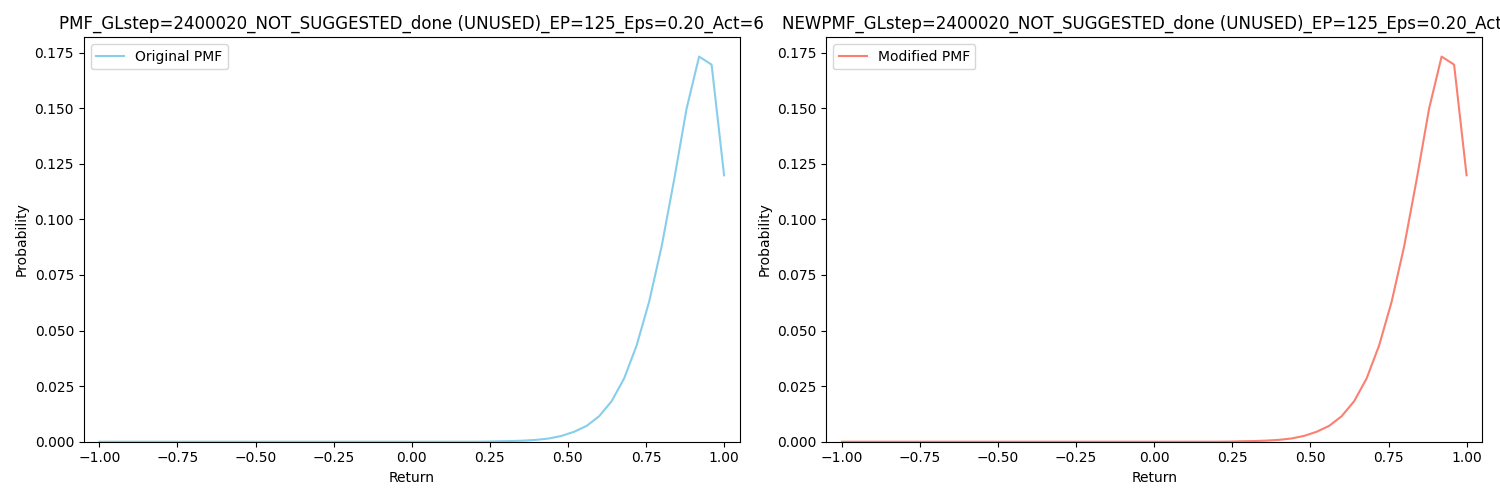 PMF_GLstep=2400020_NOT_SUGGESTED_done (UNUSED)_EP=125_Eps=0.20_Act=6
Original PMF
Probability
0.175
0.150
0.125
0.100
0.075
0.050
0.025
0.000
−1.00 −0.75 −0.50 −0.25 0.00 0.25 0.50 0.75 1.00
Return
NEWPMF_GLstep=2400020_NOT_SUGGESTED_done (UNUSED)_EP=125_Eps=0.20_Act
Modified PMF
Probability
0.175
0.150
0.125
0.100
0.075
0.050
0.025
0.000
−1.00 −0.75 −0.50 −0.25 0.00 0.25 0.50 0.75 1.00
Return